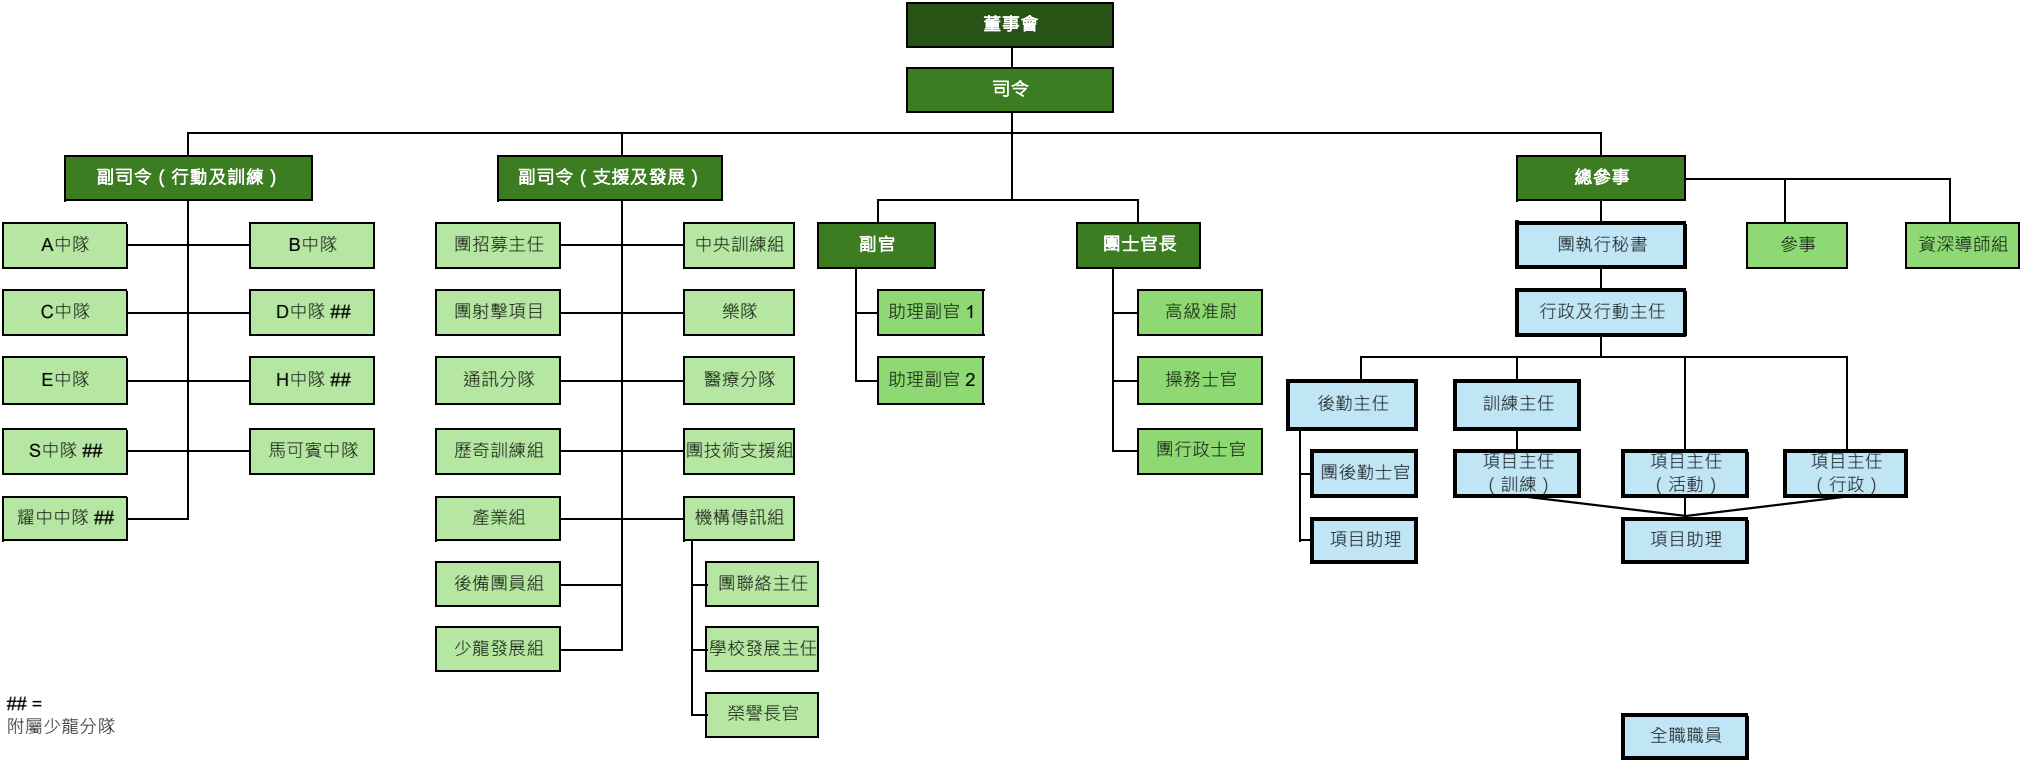 董事會
司令
副司令（行動及訓練）
副司令（支援及發展）
總參事
A中隊
B中隊
團招募主任
中央訓練組
副官
團士官長
團執行秘書
參事
資深導師組
C中隊
D中隊 ##
團射擊項目
樂隊
助理副官 1
高級准尉
行政及行動主任
E中隊
H中隊 ##
通訊分隊
醫療分隊
助理副官 2
操務士官
後勤主任
訓練主任
S中隊 ##
馬可賓中隊
歷奇訓練組
團技術支援組
團行政士官
團後勤士官
項目主任
（訓練）
項目主任
（活動）
項目主任
（行政）
耀中中隊 ##
產業組
機構傳訊組
項目助理
項目助理
後備團員組
團聯絡主任
少龍發展組
學校發展主任
榮譽長官
## =
附屬少龍分隊
全職職員